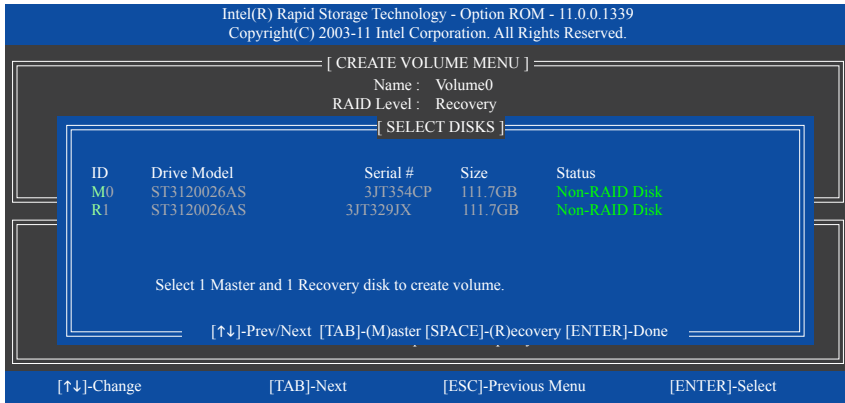 Intel(R) Rapid Storage Technology - Option ROM - 11.0.0.1339
Copyright(C) 2003-11 Intel Corporation. All Rights Reserved.
[ CREATE VOLUME MENU ]
Name : Volume0
RAID Level : Recovery
[ SELECT DISKS ]
ID Drive Model Serial # Size Status
M0 ST3120026AS 3JT354CP 111.7GB Non-RAID Disk
R1 ST3120026AS 3JT329JX 111.7GB Non-RAID Disk
Select 1 Master and 1 Recovery disk to create volume.
[↑↓]-Prev/Next [TAB]-(M)aster [SPACE]-(R)ecovery [ENTER]-Done
[↑↓]-Change [TAB]-Next [ESC]-Previous Menu [ENTER]-Select